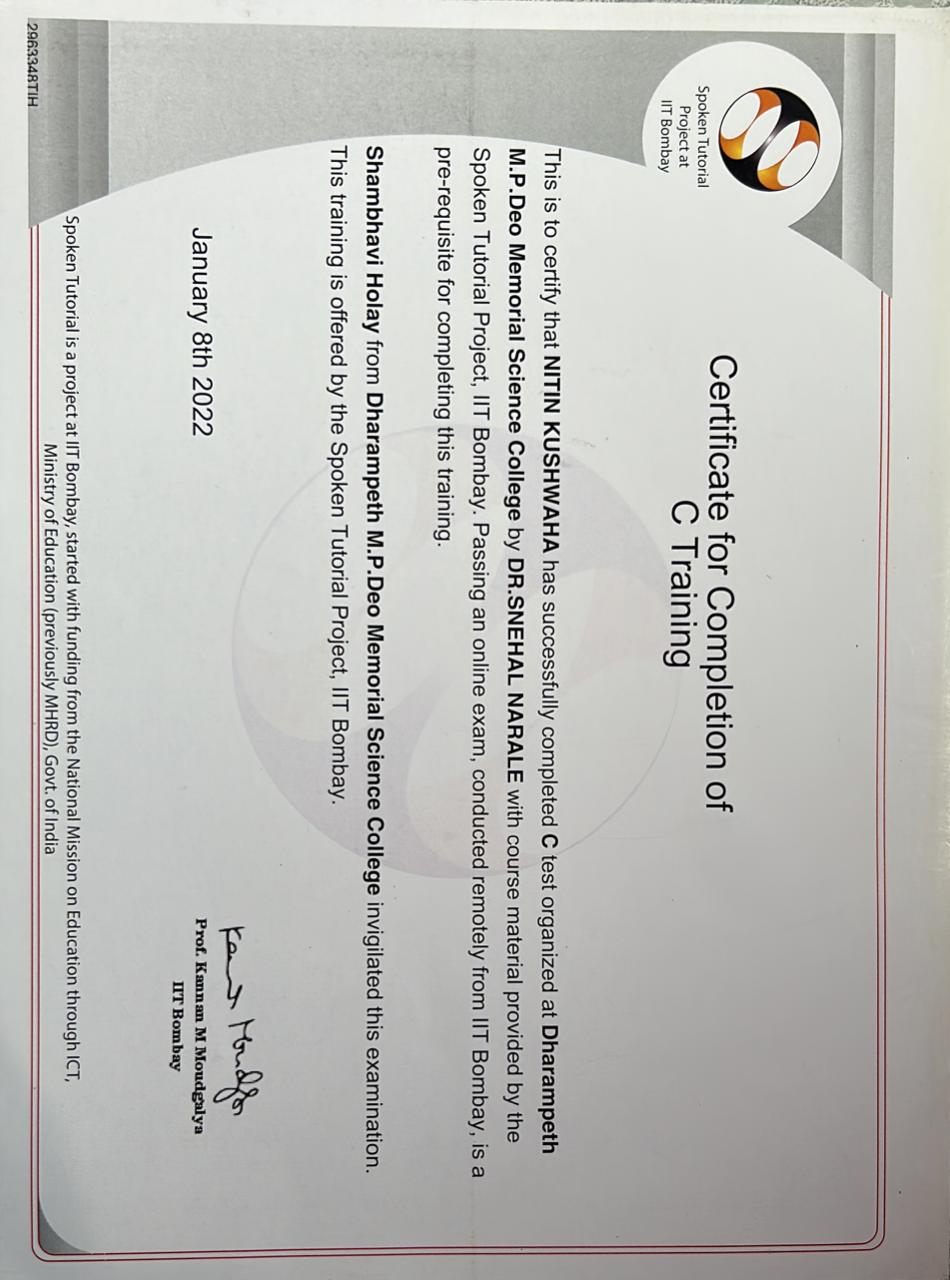 Spoken Tutorial
Project at
IIT Bombay
Certificate for Completion of
C Training
This is to certify that NITIN KUSHWAHA has successfully completed C test organized at Dharampeth
M.P.Deo Memorial Science College by DR.SNEHAL NARALE with course material provided by the
Spoken Tutorial Project, IIT Bombay. Passing an online exam, conducted remotely from IIT Bombay, is a
pre-requisite for completing this training.
Shambhavi Holay from Dharampeth M.P.Deo Memorial Science College invigilated this examination.
This training is offered by the Spoken Tutorial Project, IIT Bombay.
January 8th 2022
Prof. Kannan M Moudgalya
IIT Bombay
Spoken Tutorial is a project at IIT Bombay, started with funding from the National Mission on Education through ICT,
Ministry of Education (previously MHRD), Govt. of India
2963348TIH